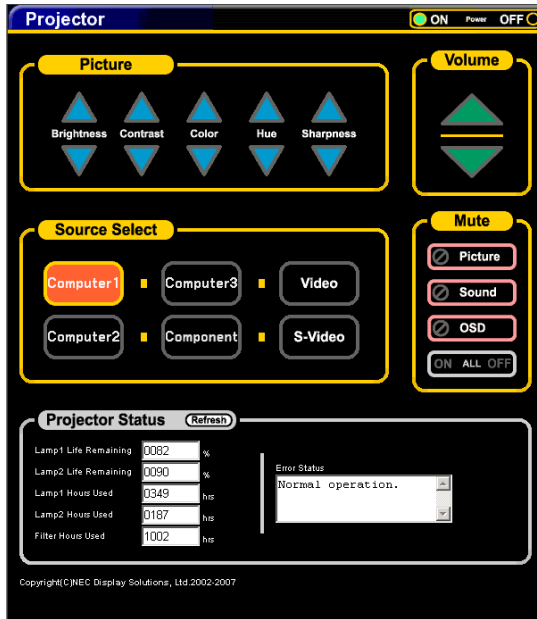 Projector ON Power OFF
Picture
Brightness Contrast Color Hue Sharpness
Volume
Source Select
Computer1 Computer3 Video
Computer2 Component S-Video
Mute
Picture
Sound
OSD
ON ALL OFF
Projector Status Refresh
Lamp1 Life Remaining 0082 %
Lamp2 Life Remaining 0090 %
Lamp1 Hours Used 0349 hrs
Lamp2 Hours Used 0187 hrs
Filter Hours Used 1002 hrs
Error Status
Normal operation.
Copyright(C)NEC Display Solutions, Ltd.2002-2007